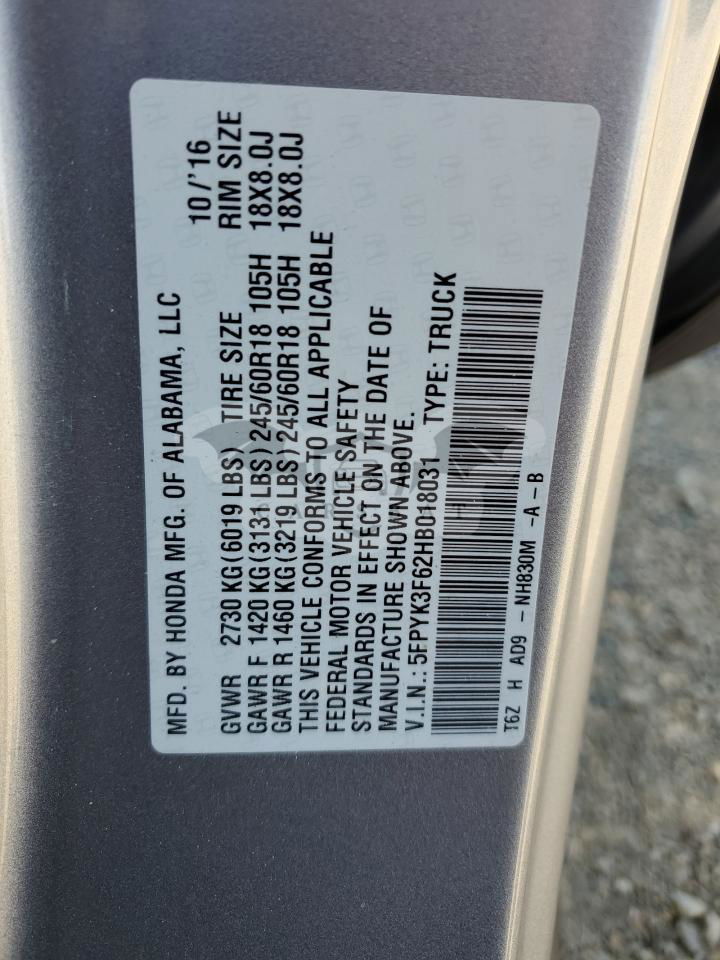 MFD. BY HONDA MFG. OF ALABAMA, LLC 10/'16
GVWR 2730 KG(6019 LBS) TIRE SIZE RIM SIZE
GAWR F 1420 KG(3131 LBS) 245/60R18 105H 18X8.0J
GAWR R 1460 KG(3219 LBS) 245/60R18 105H 18X8.0J
THIS VEHICLE CONFORMS TO ALL APPLICABLE
FEDERAL MOTOR VEHICLE SAFETY
STANDARDS IN EFFECT ON THE DATE OF
MANUFACTURE SHOWN ABOVE.
V.I.N.: 5FPYK3F62HB018031 TYPE: TRUCK
T6Z H AD9 - NH830M -A-B